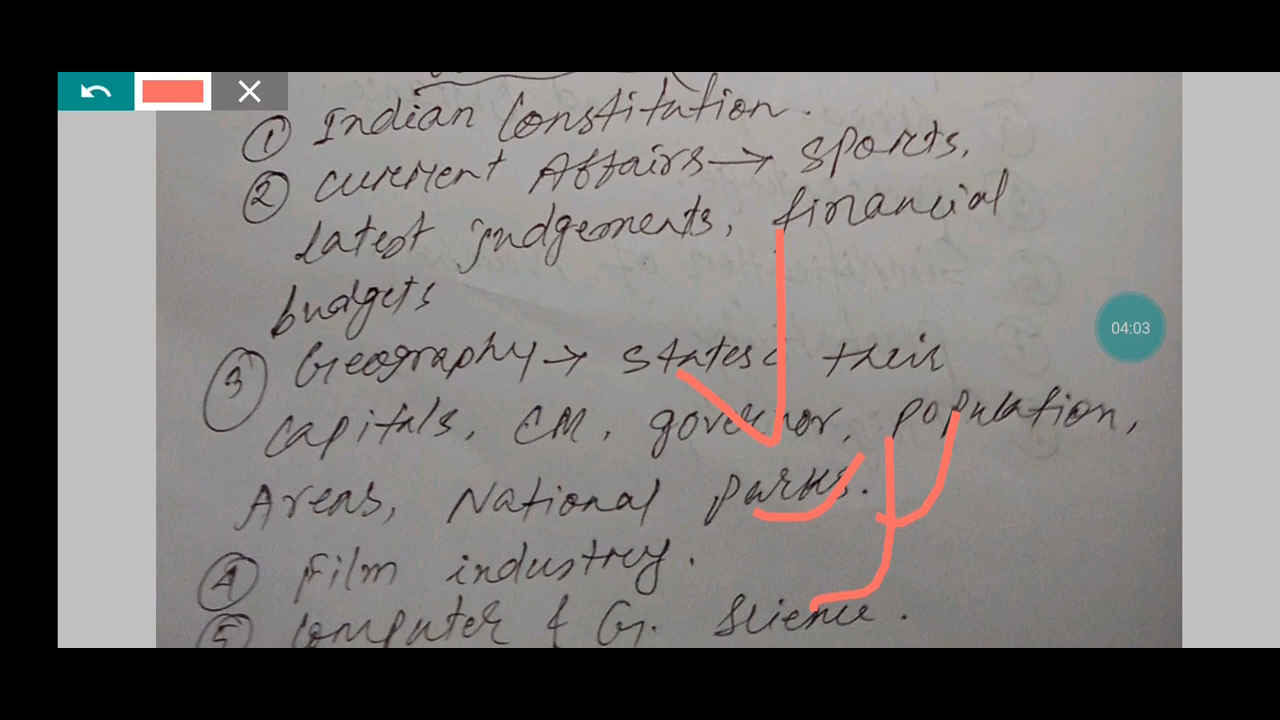 ① Indian Constitution.
② Current Affairs → sports,
latest judgements, financial
budgets
③ Geography → states & their
capitals, CM, governor, population,
Areas, National parks.
④ Film industry.
⑤ Computer & G. Science.
04:03